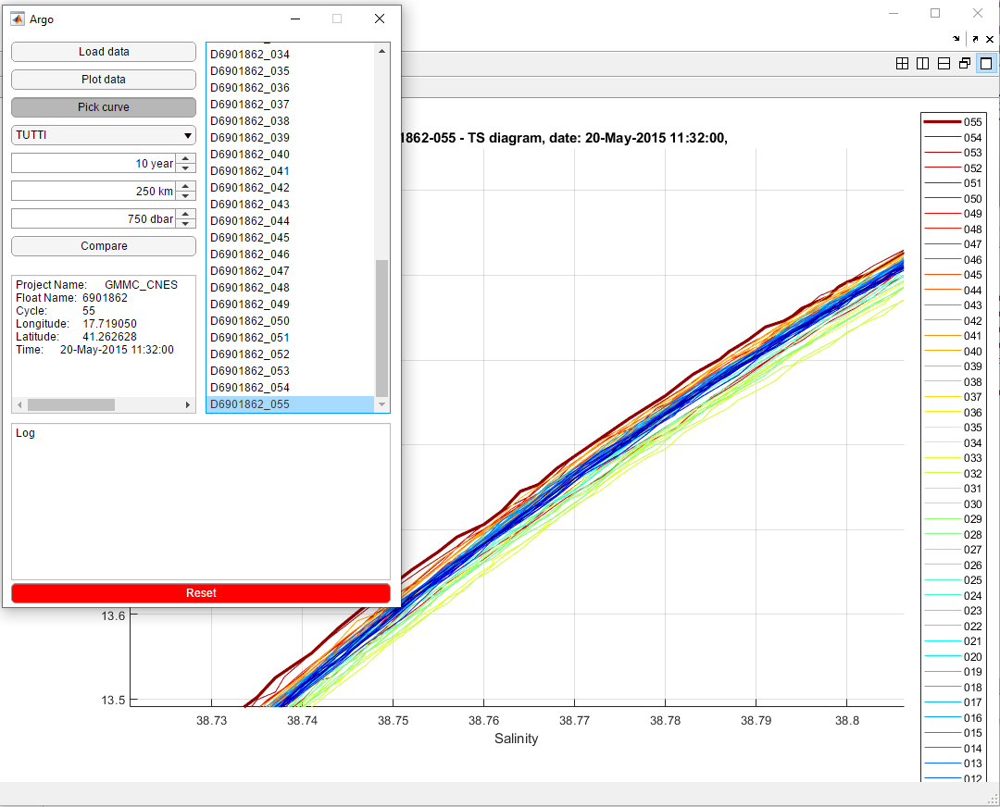 Argo
Load data
Plot data
Pick curve
TUTTI
10 year
250 km
750 dbar
Compare
Project Name: GMMC_CNES
Float Name: 6901862
Cycle: 55
Longitude: 17.719050
Latitude: 41.262628
Time: 20-May-2015 11:32:00
D6901862_034
D6901862_035
D6901862_036
D6901862_037
D6901862_038
D6901862_039
D6901862_040
D6901862_041
D6901862_042
D6901862_043
D6901862_044
D6901862_045
D6901862_046
D6901862_047
D6901862_048
D6901862_049
D6901862_050
D6901862_051
D6901862_052
D6901862_053
D6901862_054
D6901862_055
Log
Reset
1862-055 - TS diagram, date: 20-May-2015 11:32:00,
13.6
13.5
38.73 38.74 38.75 38.76 38.77 38.78 38.79 38.8
Salinity
055
054
053
052
051
050
049
048
047
046
045
044
043
042
041
040
039
038
037
036
035
034
033
032
031
030
029
028
027
026
025
024
023
022
021
020
019
018
017
016
015
014
013
012